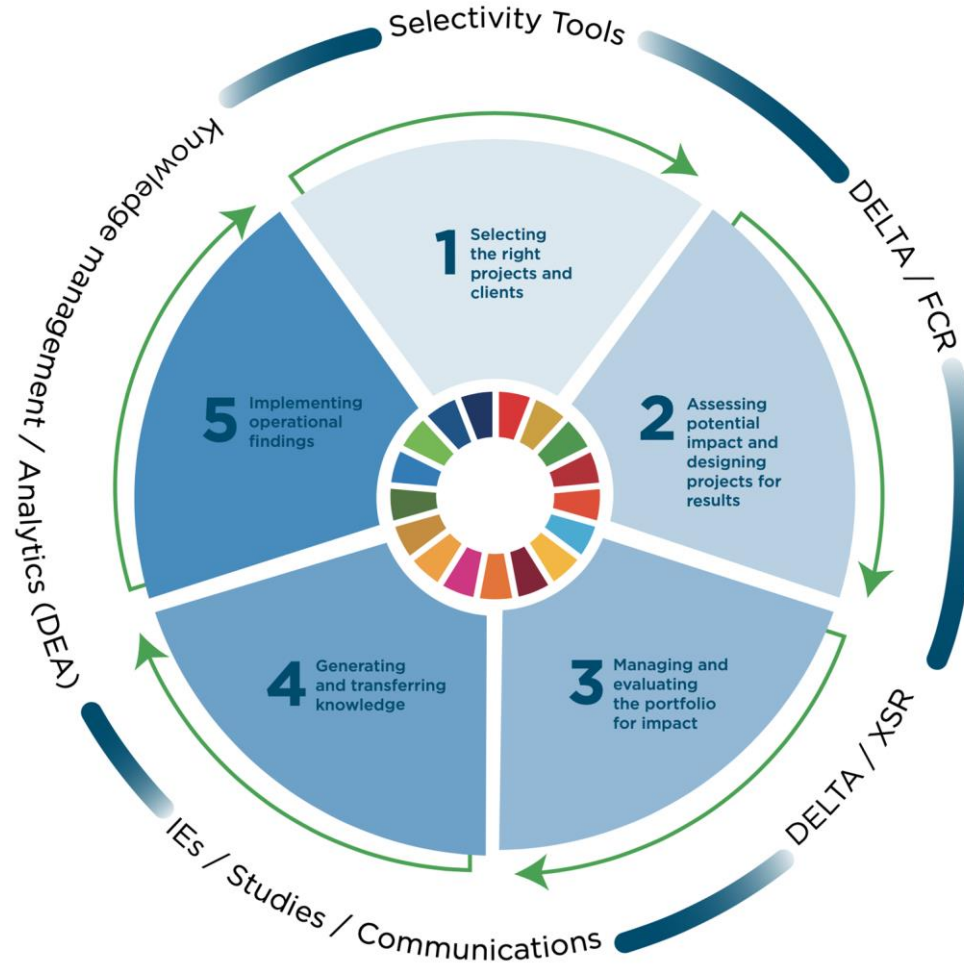 Selectivity Tools
DELTA / FCR
DELTA / XSR
IEs / Studies / Communications
Knowledge management / Analytics (DEA)
1
Selecting
the right
projects and
clients
2
Assessing
potential
impact and
designing
projects for
results
3
Managing and
evaluating
the portfolio
for impact
4
Generating
and transferring
knowledge
5
Implementing
operational
findings